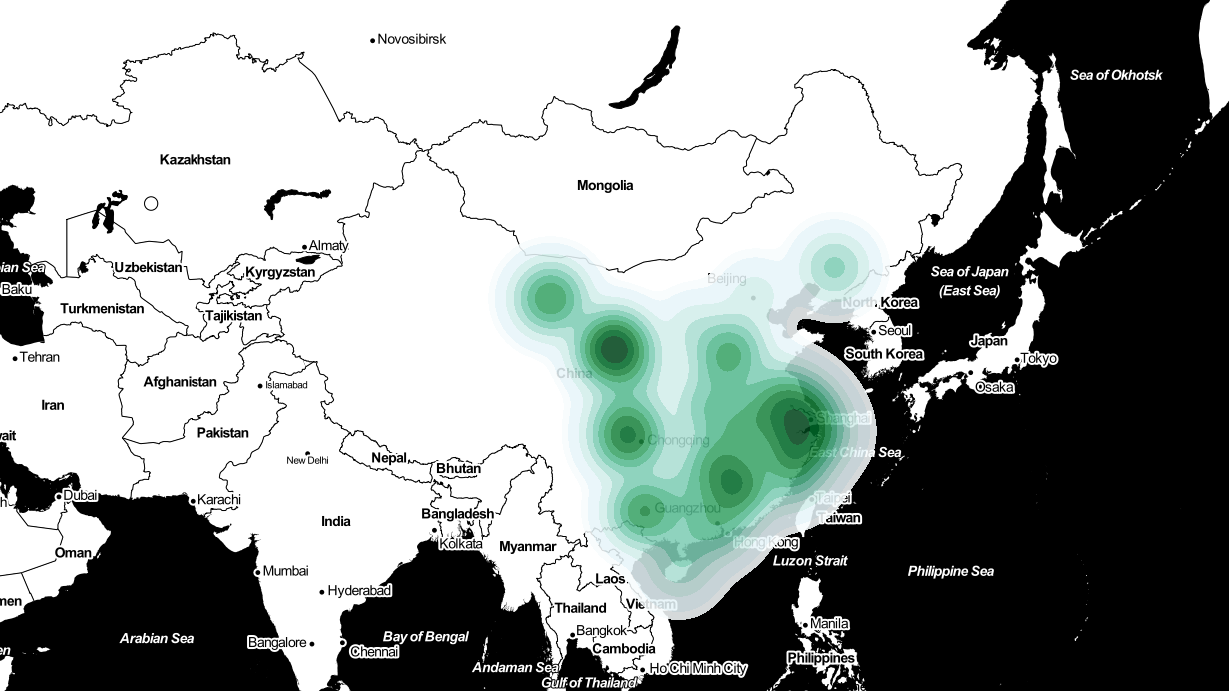 Novosibirsk
Sea of Okhotsk
Kazakhstan
Mongolia
Almaty
ian Sea
Uzbekistan
Kyrgyzstan
Beijing
Sea of Japan
(East Sea)
Baku
Turkmenistan
Tajikistan
North Korea
Seoul
Japan
South Korea
Tehran
Tokyo
Afghanistan
Islamabad
China
Osaka
Iran
Pakistan
Shanghai
wait
Chongqing
New Delhi
Nepal
Bhutan
East China Sea
Dubai
Karachi
Taipei
Guangzhou
Bangladesh
India
Taiwan
Kolkata
Myanmar
Hong Kong
Oman
Luzon Strait
Mumbai
Philippine Sea
Laos
Hyderabad
men
Thailand
Vietnam
Manila
Arabian Sea
Bay of Bengal
Bangkok
Bangalore
Chennai
Cambodia
Philippines
Andaman Sea
Ho Chi Minh City
Gulf of Thailand